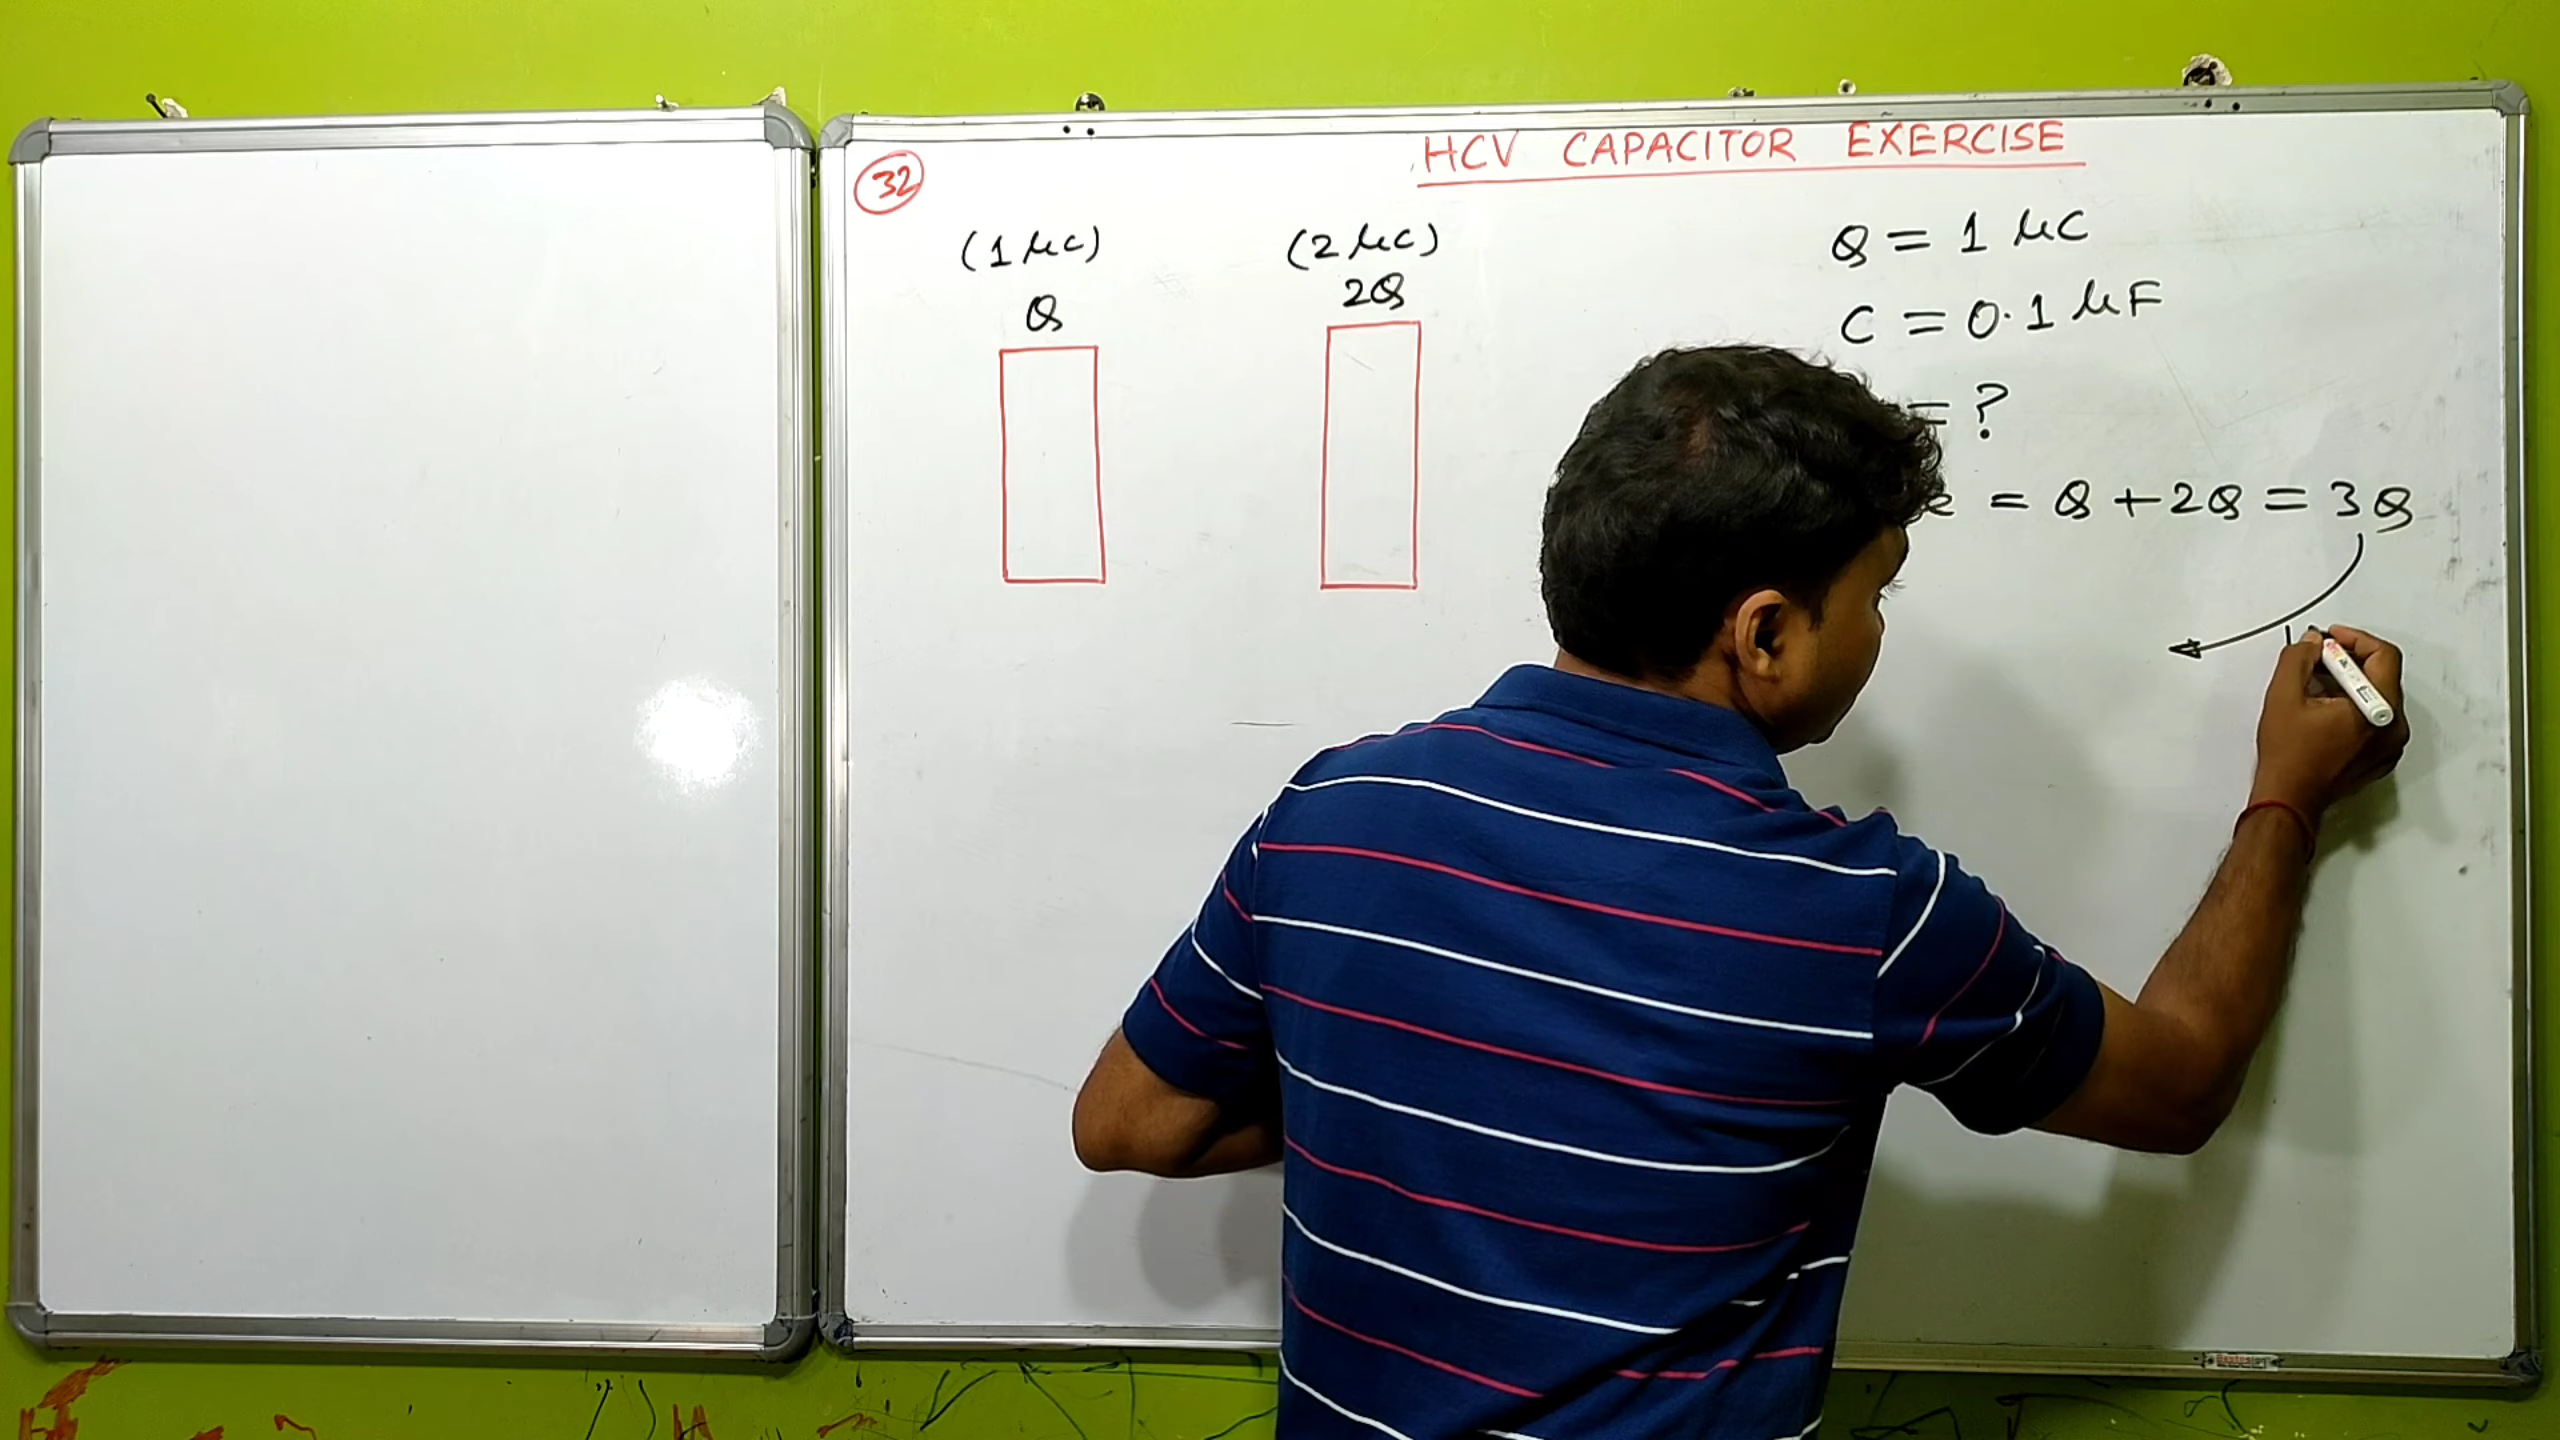 HCV CAPACITOR EXERCISE
32
(1 μC)
Q
(2 μC)
2Q
Q = 1 μC
C = 0.1 μF
= ?
= Q + 2Q = 3Q